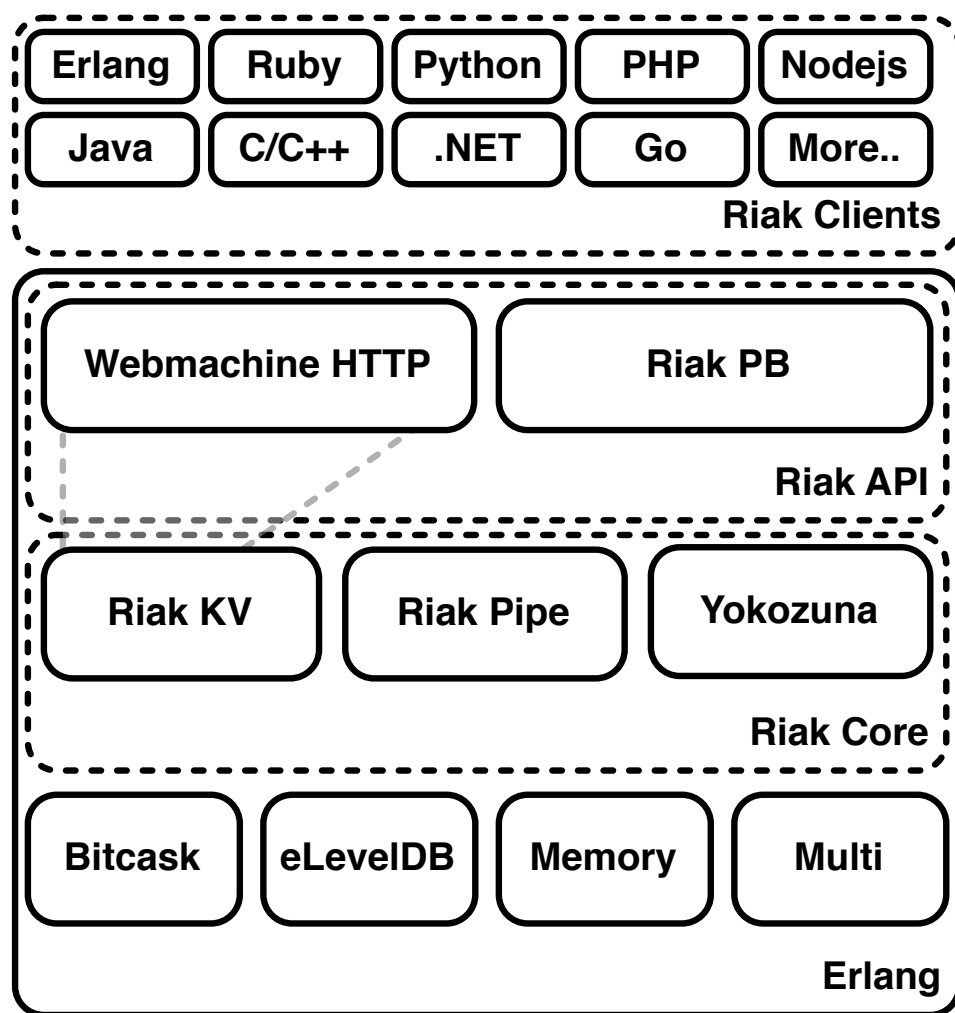 Erlang Ruby Python PHP Nodejs
Java C/C++ .NET Go More..
Riak Clients
Webmachine HTTP Riak PB
Riak API
Riak KV Riak Pipe Yokozuna
Riak Core
Bitcask eLevelDB Memory Multi
Erlang